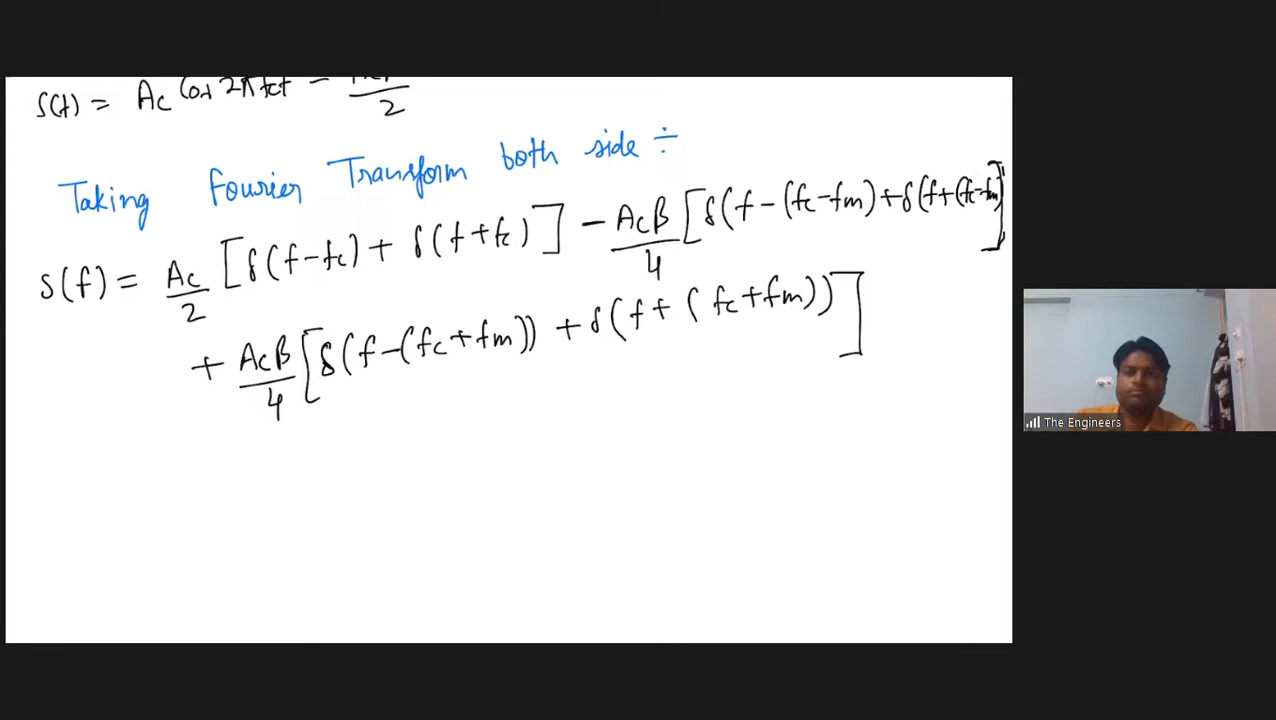 S(t) = Ac Cos 2πfct - /2
Taking Fourier Transform both side ÷
S(f) = Ac/2 [δ(f-fc) + δ(f+fc)] - Acβ/4 [δ(f-(fc-fm) + δ(f+(fc-fm)]
+ Acβ/4 [δ(f-(fc+fm)) + δ(f+(fc+fm))]
The Engineers